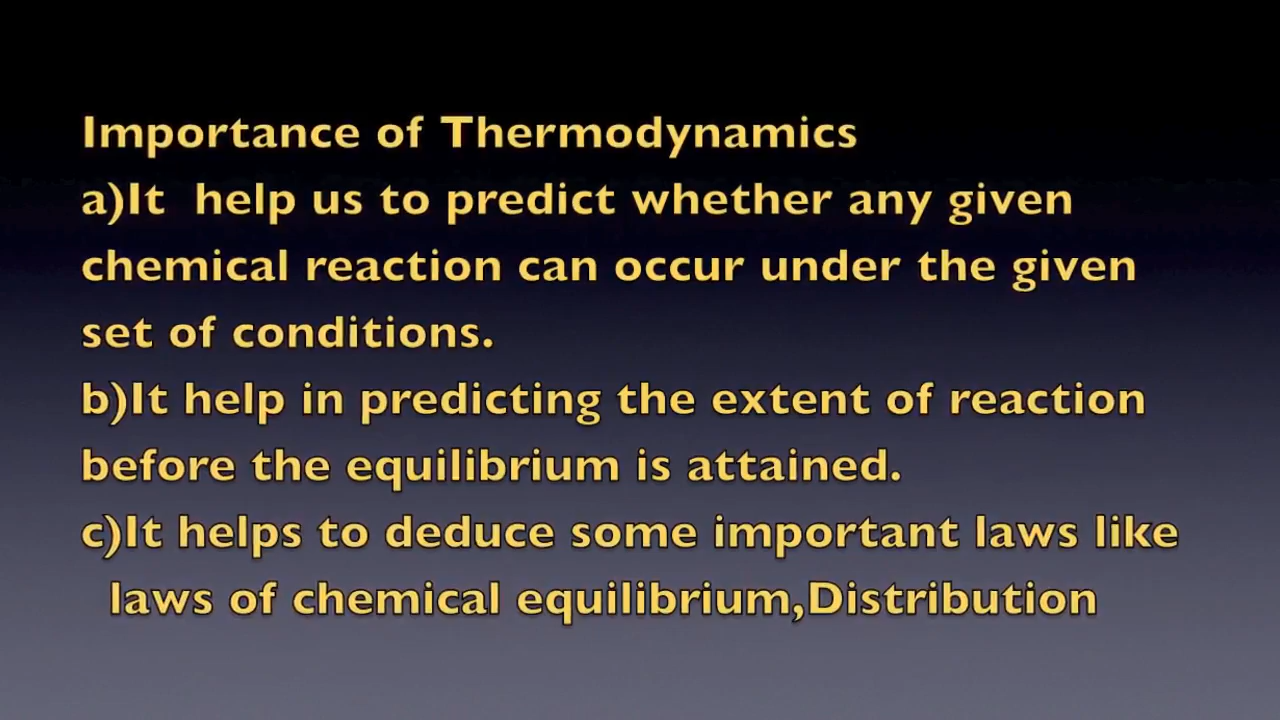 Importance of Thermodynamics
a)It  help us to predict whether any given
chemical reaction can occur under the given
set of conditions.
b)It help in predicting the extent of reaction
before the equilibrium is attained.
c)It helps to deduce some important laws like
laws of chemical equilibrium,Distribution